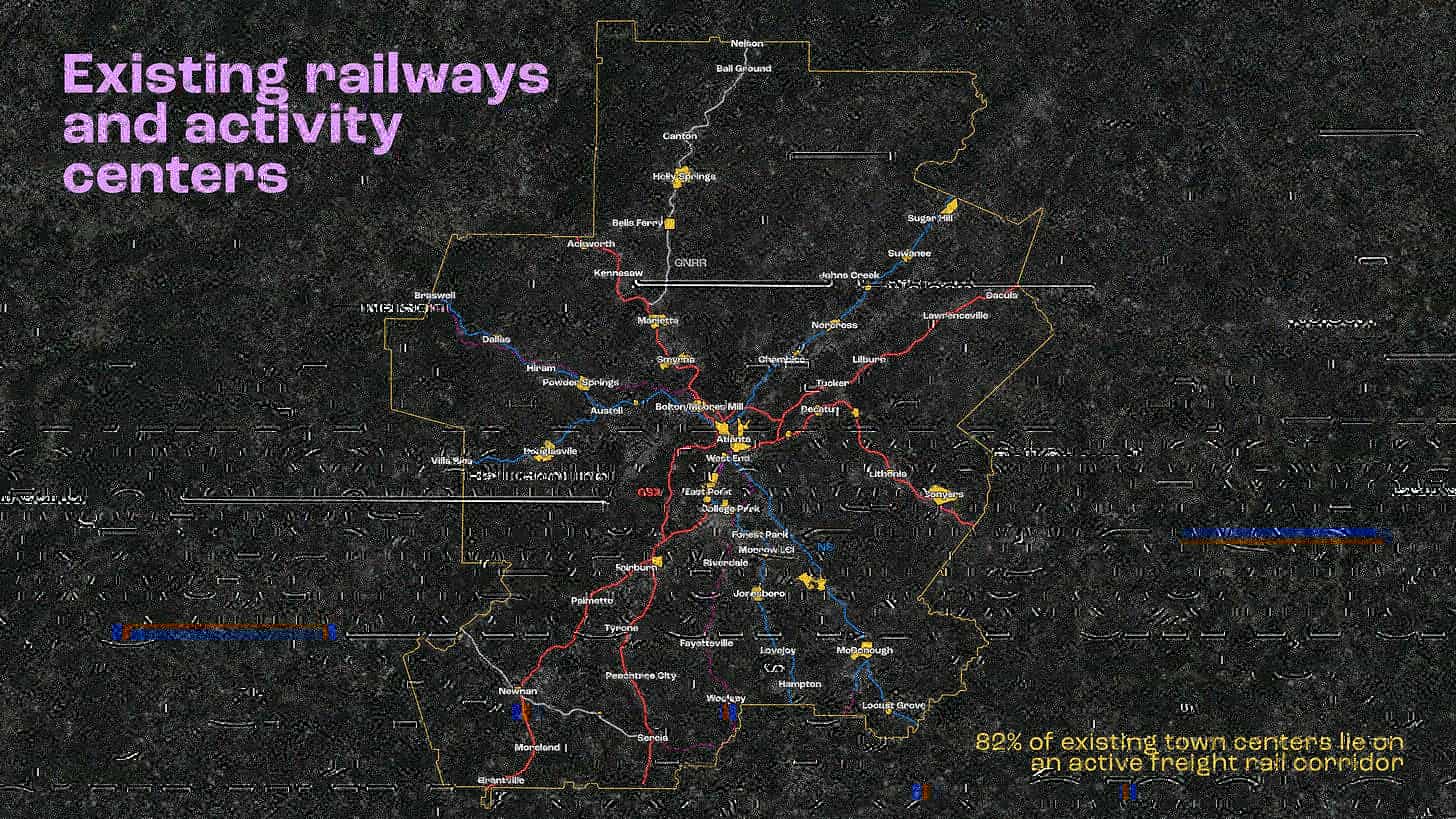 Existing railways
and activity
centers
Nelson
Ball Ground
Canton
Holly Springs
Bells Ferry
Sugar Hill
Acworth
Suwanee
GNRR
Kennesaw
Johns Creek
Braswell
Dacula
Marietta
Lawrenceville
Norcross
Dallas
Smyrna
Chamblee
Lilburn
Hiram
Powder Springs
Tucker
Austell
Bolton/Moores Mill
Decatur
Atlanta
Douglasville
Villa Rica
West End
Lithonia
CSX
East Point
Conyers
College Park
Forest Park
Morrow LCI
NS
Riverdale
Fairburn
Jonesboro
Palmetto
Tyrone
Fayetteville
Lovejoy
McDonough
Peachtree City
Hampton
Newnan
Woolsey
Locust Grove
Senoia
Moreland
Grantville
82% of existing town centers lie on
an active freight rail corridor